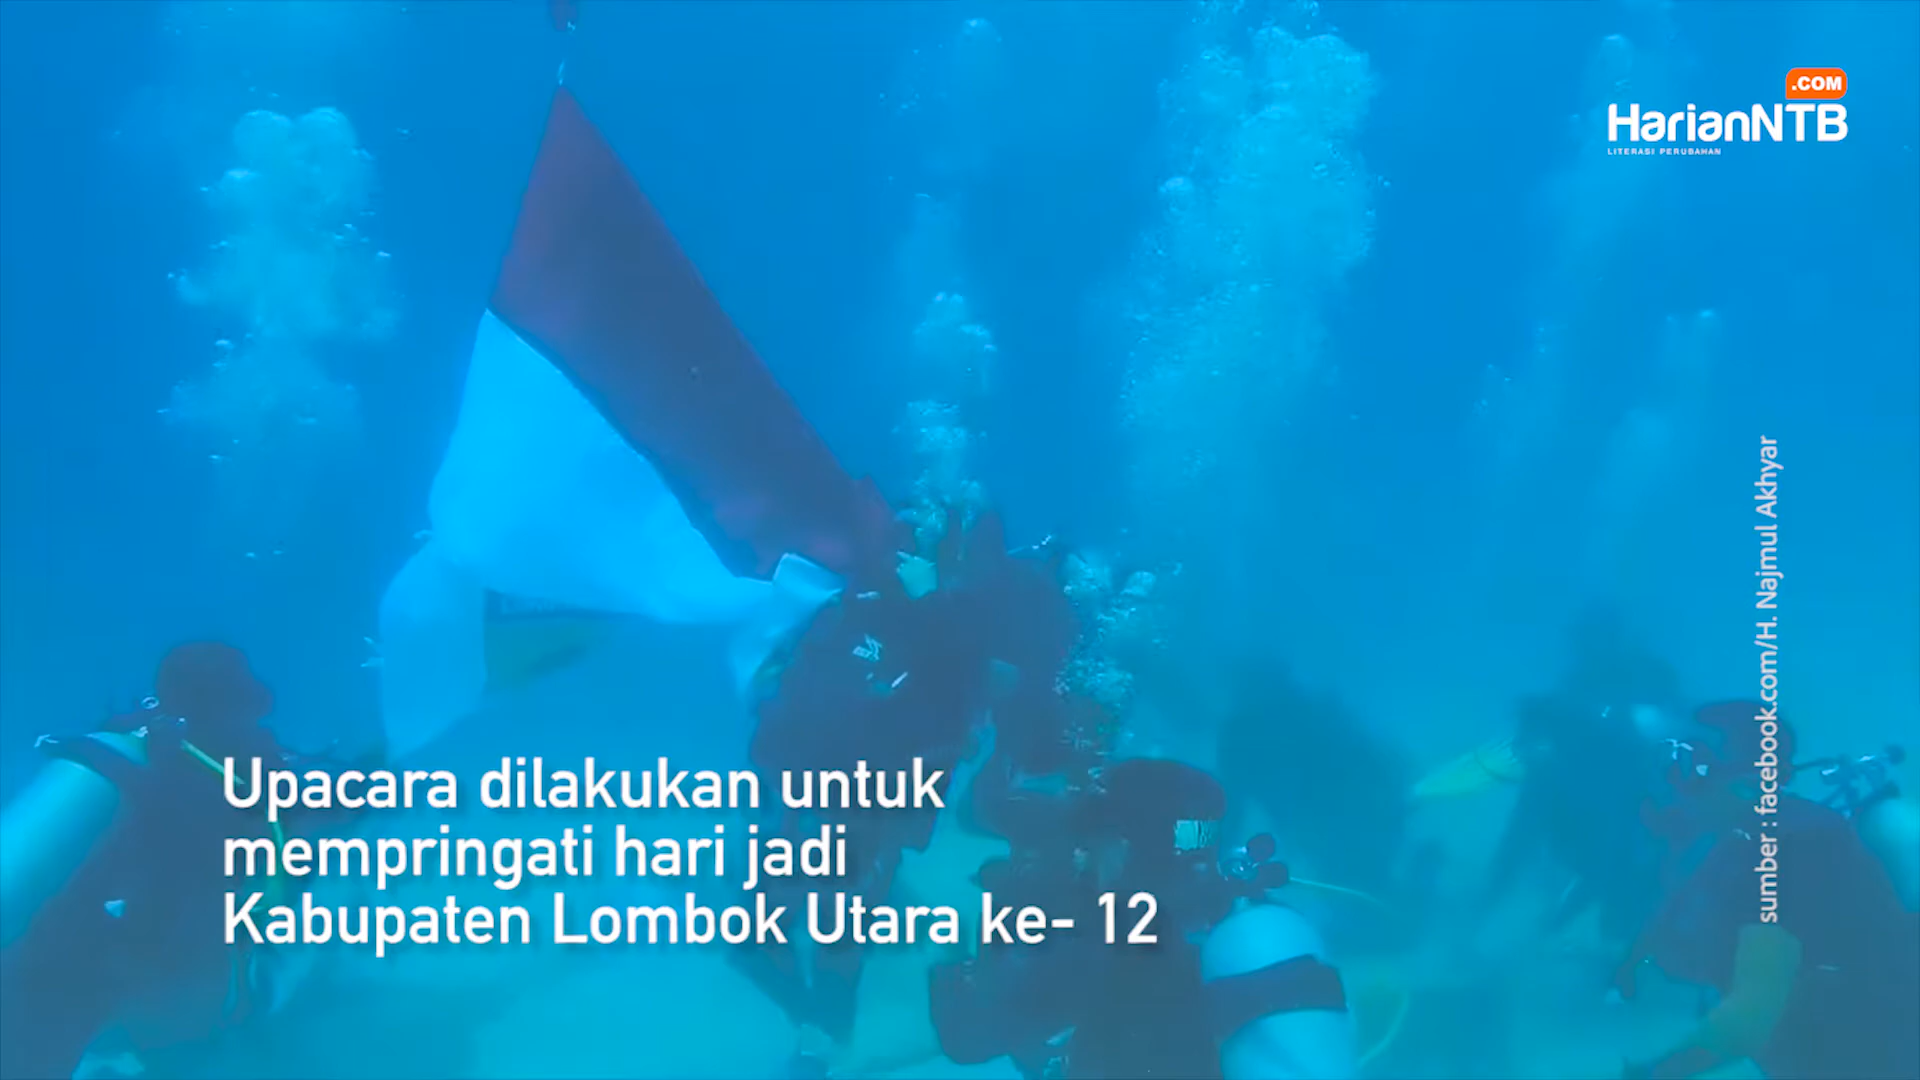 .COM
HarianNTB
LITERASI PERUBAHAN
sumber : facebook.com/H. Najmul Akhyar
Upacara dilakukan untuk
mempringati hari jadi
Kabupaten Lombok Utara ke- 12